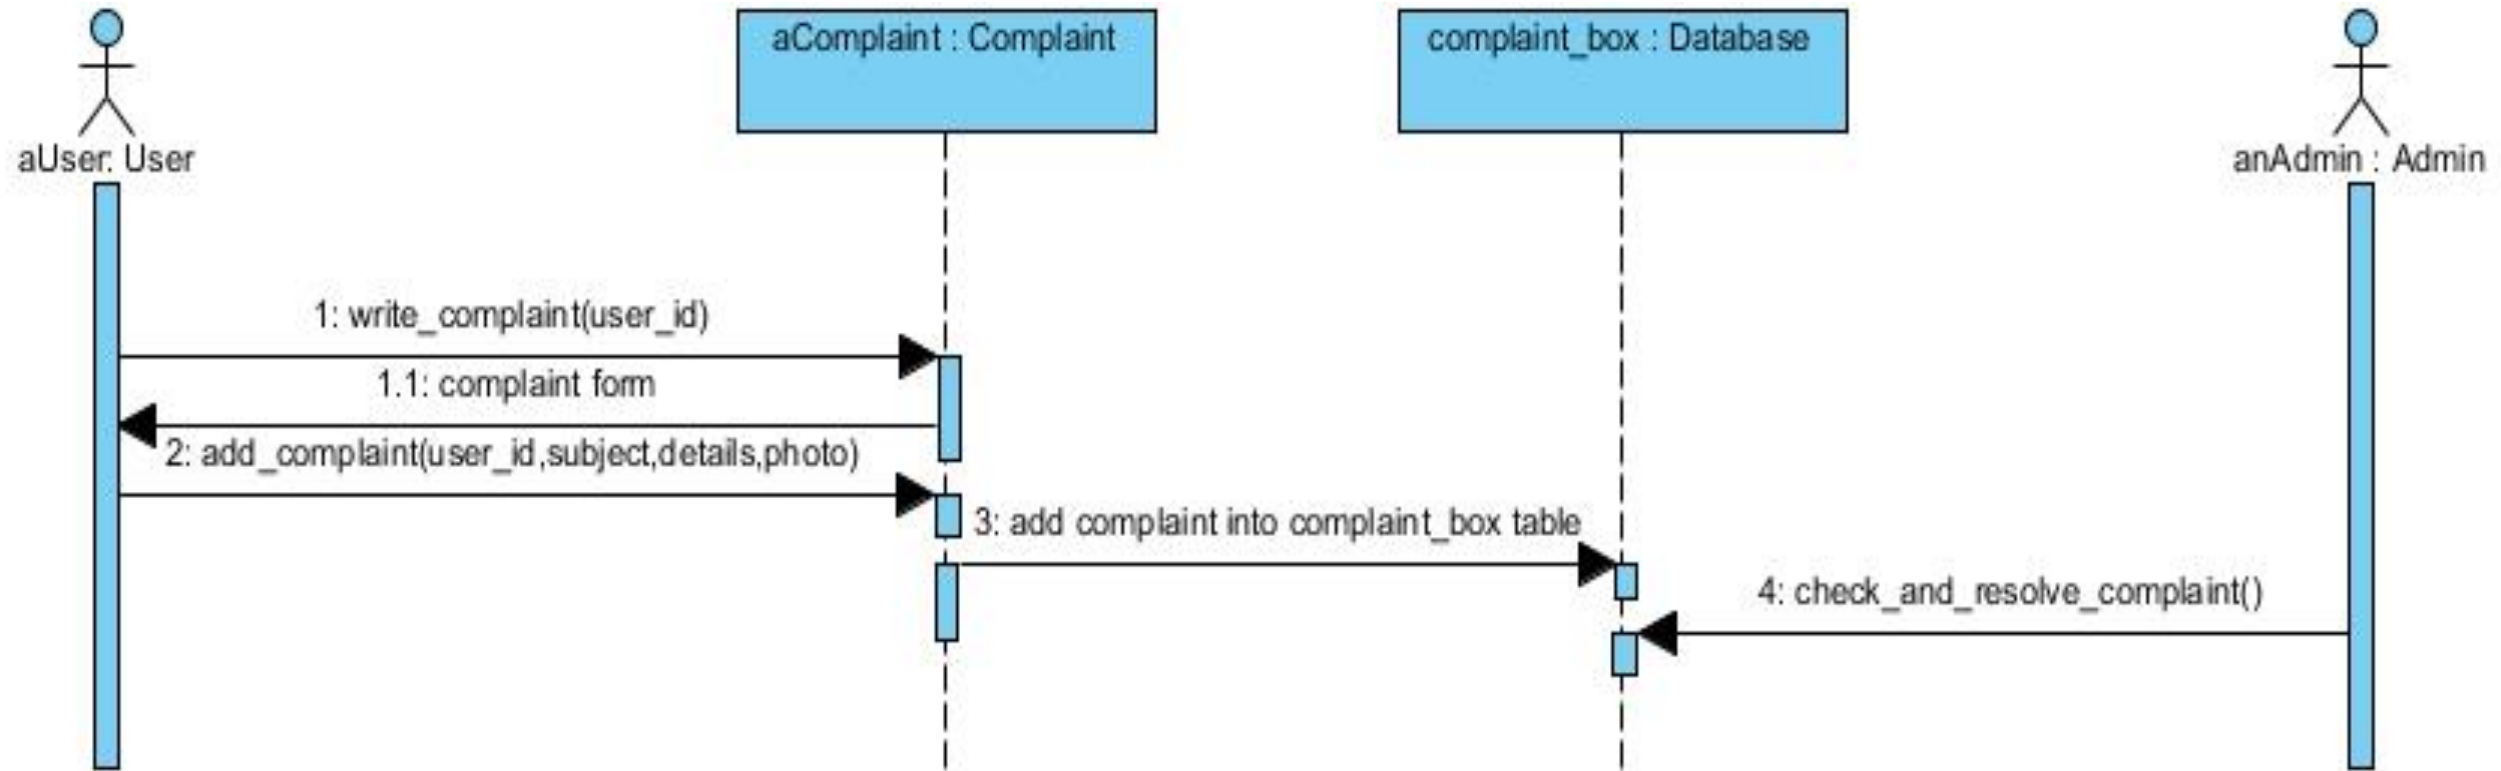 aComplaint : Complaint
complaint_box : Database
aUser: User
anAdmin : Admin
1: write_complaint(user_id)
1.1: complaint form
2: add_complaint(user_id,subject,details,photo)
3: add complaint into complaint_box table
4: check_and_resolve_complaint()